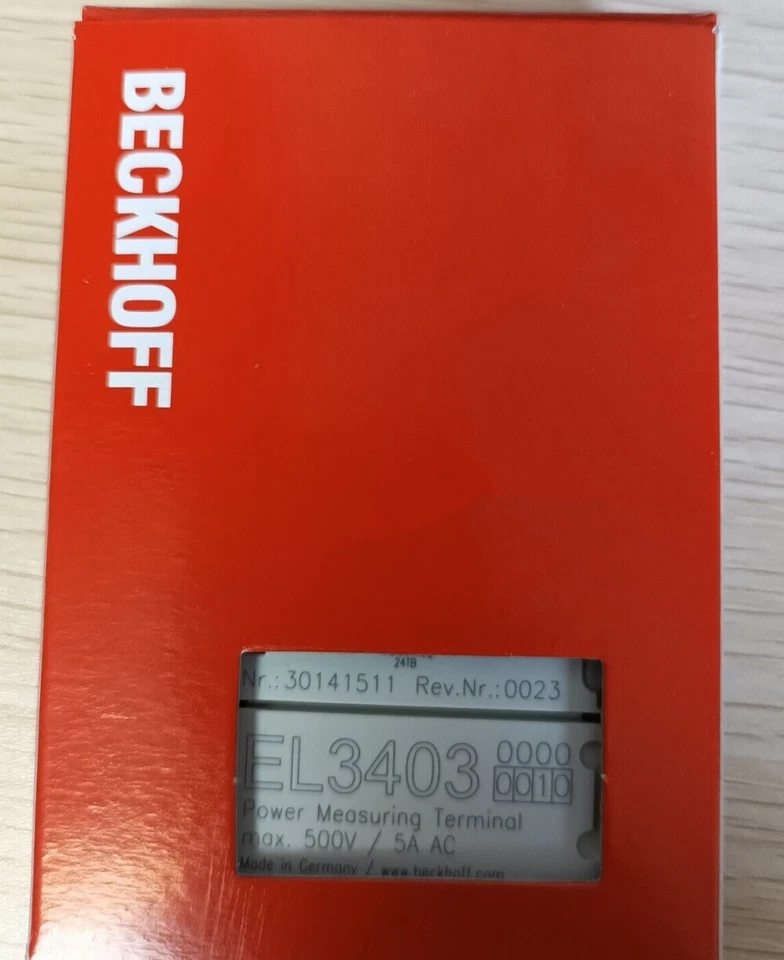 BECKHOFF
24TB
Nr.: 30141511 Rev.Nr.: 0023
EL3403 0000
0010
Power Measuring Terminal
max. 500V / 5A AC
Made in Germany / www.beckhoff.com